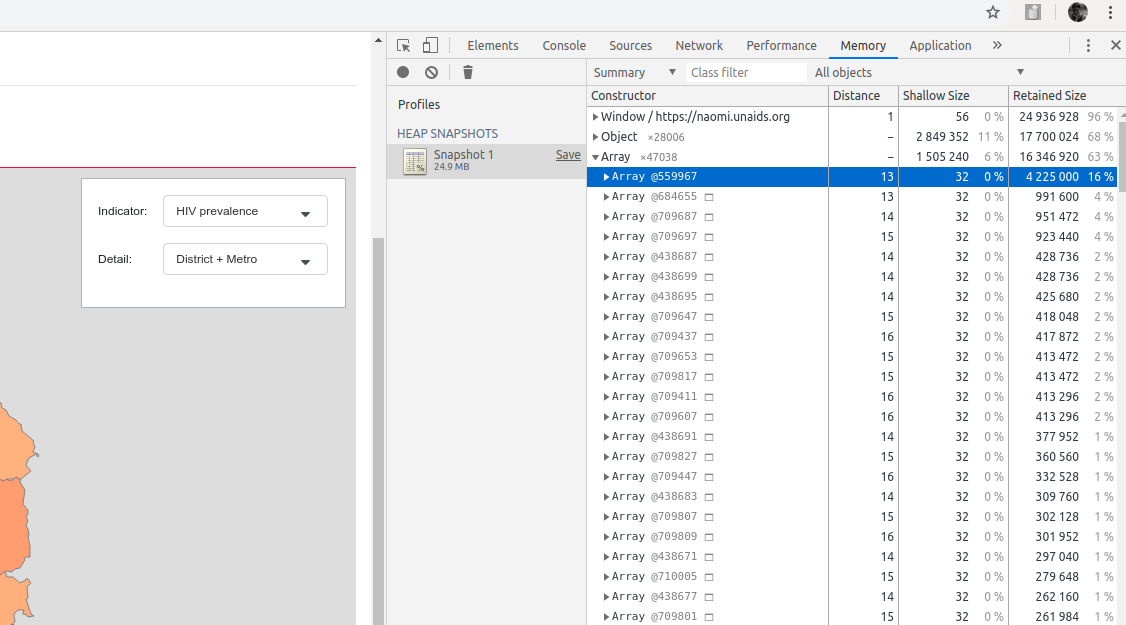 Elements Console Sources Network Performance Memory Application »
Summary Class filter All objects
Profiles
HEAP SNAPSHOTS
Snapshot 1 Save
24.9 MB
Indicator: HIV prevalence
Detail: District + Metro
Constructor Distance Shallow Size Retained Size
Window / https://naomi.unaids.org 1 56 0 % 24 936 928 96 %
Object ×28006 – 2 849 352 11 % 17 700 024 68 %
Array ×47038 – 1 505 240 6 % 16 346 920 63 %
Array @559967 13 32 0 % 4 225 000 16 %
Array @684655 13 32 0 % 991 600 4 %
Array @709687 14 32 0 % 951 472 4 %
Array @709697 15 32 0 % 923 440 4 %
Array @438687 14 32 0 % 428 736 2 %
Array @438699 14 32 0 % 428 736 2 %
Array @438695 14 32 0 % 425 680 2 %
Array @709647 15 32 0 % 418 048 2 %
Array @709437 16 32 0 % 417 872 2 %
Array @709653 15 32 0 % 413 472 2 %
Array @709817 15 32 0 % 413 472 2 %
Array @709411 16 32 0 % 413 296 2 %
Array @709607 16 32 0 % 413 296 2 %
Array @438691 14 32 0 % 377 952 1 %
Array @709827 15 32 0 % 360 560 1 %
Array @709447 16 32 0 % 332 528 1 %
Array @438683 14 32 0 % 309 760 1 %
Array @709807 15 32 0 % 302 128 1 %
Array @709809 16 32 0 % 301 952 1 %
Array @438671 14 32 0 % 297 040 1 %
Array @710005 15 32 0 % 279 648 1 %
Array @438677 14 32 0 % 262 160 1 %
Array @709801 15 32 0 % 261 984 1 %